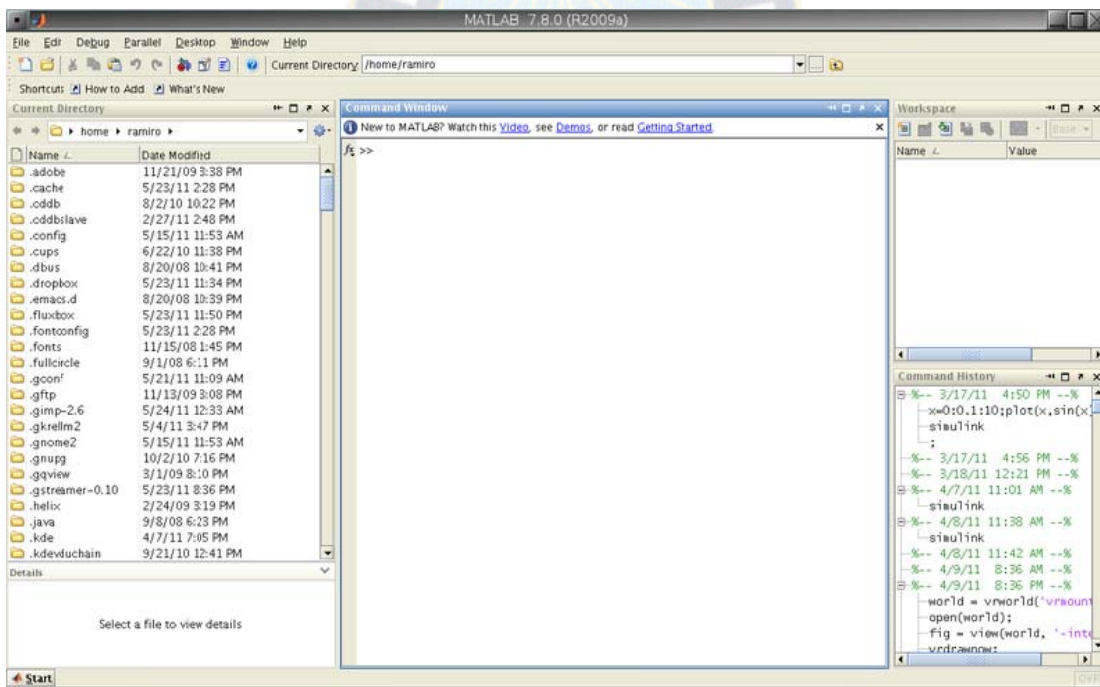 MATLAB 7.8.0 (R2009a)
File Edit Debug Parallel Desktop Window Help
Current Directory: /home/ramiro
Shortcuts How to Add What's New
Current Directory
home ramiro
Name Date Modified
.adobe 11/21/09 3:38 PM
.cache 5/23/11 2:28 PM
.cddb 8/2/10 10:22 PM
.cddbslave 2/27/11 2:48 PM
.config 5/15/11 11:53 AM
.cups 6/22/10 11:38 PM
.dbus 8/20/08 10:41 PM
.dropbox 5/23/11 11:34 PM
.emacs.d 8/20/08 10:39 PM
.fluxbox 5/23/11 11:50 PM
.fontconfig 5/23/11 2:28 PM
.fonts 11/15/08 1:45 PM
.fullcircle 9/1/08 6:11 PM
.gconf 5/21/11 11:09 AM
.gftp 11/13/09 3:08 PM
.gimp-2.6 5/24/11 12:33 AM
.gkrellm2 5/4/11 3:47 PM
.gnome2 5/15/11 11:53 AM
.gnupg 10/2/10 7:16 PM
.gqview 3/1/09 8:10 PM
.gstreamer-0.10 5/23/11 8:36 PM
.helix 2/24/09 3:19 PM
.java 9/8/08 6:23 PM
.kde 4/7/11 7:05 PM
.kdevduchain 9/21/10 12:41 PM
Details
Select a file to view details
Start
Command Window
New to MATLAB? Watch this Video, see Demos, or read Getting Started.
fx >>
Workspace
Base
Name Value
Command History
%-- 3/17/11 4:50 PM --%
x=0:0.1:10;plot(x,sin(x)
simulink
;
%-- 3/17/11 4:56 PM --%
%-- 3/18/11 12:21 PM --%
%-- 4/7/11 11:01 AM --%
simulink
%-- 4/8/11 11:38 AM --%
simulink
%-- 4/8/11 11:42 AM --%
%-- 4/9/11 8:36 AM --%
%-- 4/9/11 8:36 PM --%
world = vrworld('vrmount
open(world);
fig = view(world, '-inte
vrdrawnow;
OVR